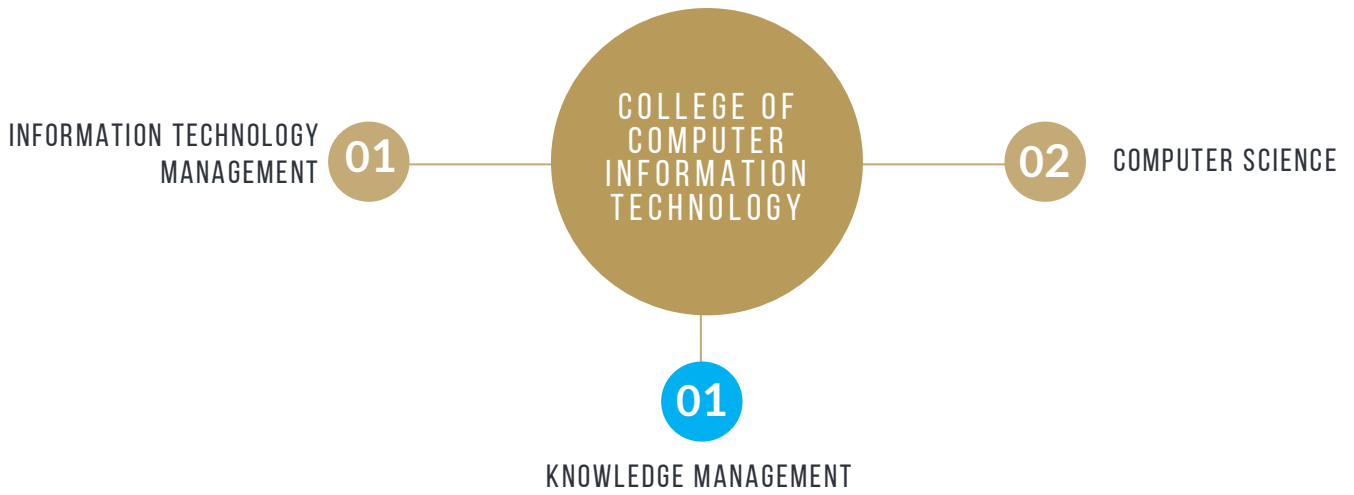 COLLEGE OF
COMPUTER
INFORMATION
TECHNOLOGY
INFORMATION TECHNOLOGY
MANAGEMENT
01
02
COMPUTER SCIENCE
01
KNOWLEDGE MANAGEMENT